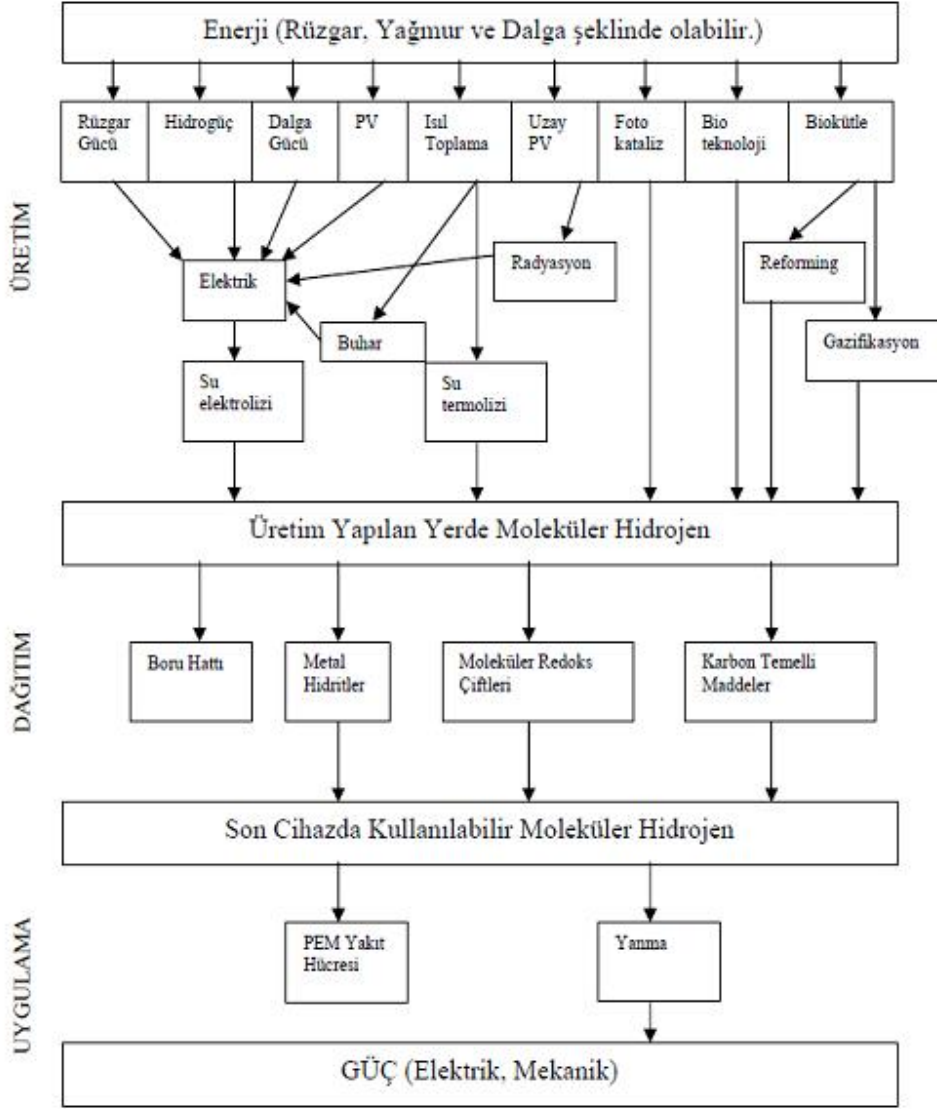 Enerji (Rüzgar, Yağmur ve Dalga şeklinde olabilir.)
Rüzgar
Gücü
Hidrogüç
Dalga
Gücü
PV
Isıl
Toplama
Uzay
PV
Foto
kataliz
Bio
teknoloji
Biokütle
ÜRETİM
Elektrik
Radyasyon
Reforming
Buhar
Gazifikasyon
Su
elektrolizi
Su
termolizi
Üretim Yapılan Yerde Moleküler Hidrojen
DAĞITIM
Boru Hattı
Metal
Hidritler
Moleküler Redoks
Çiftleri
Karbon Temelli
Maddeler
Son Cihazda Kullanılabilir Moleküler Hidrojen
UYGULAMA
PEM Yakıt
Hücresi
Yanma
GÜÇ (Elektrik, Mekanik)